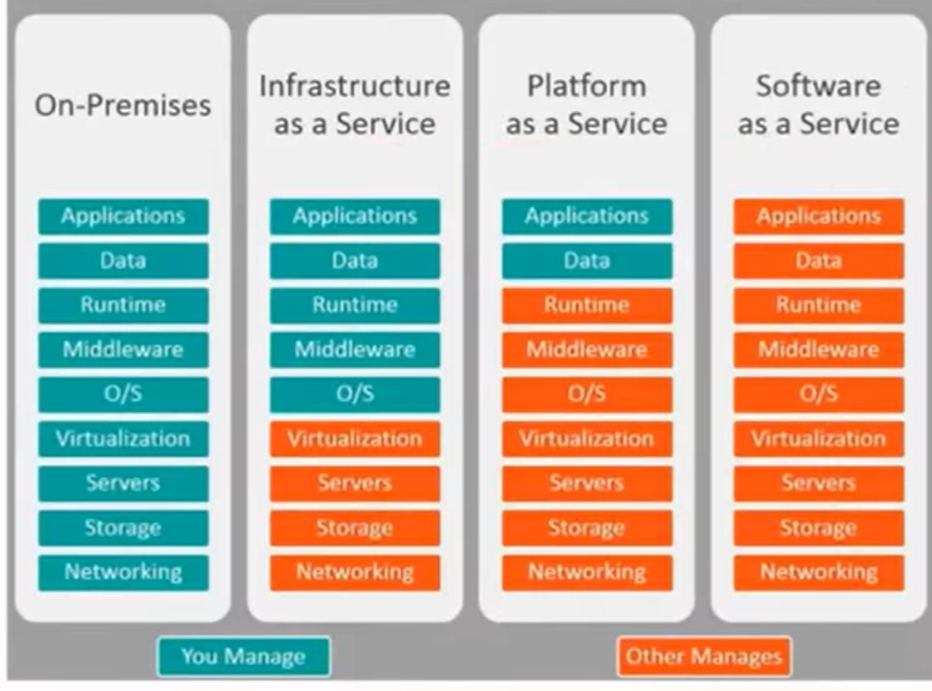 On-Premises
Applications
Data
Runtime
Middleware
O/S
Virtualization
Servers
Storage
Networking
Infrastructure
as a Service
Applications
Data
Runtime
Middleware
O/S
Virtualization
Servers
Storage
Networking
Platform
as a Service
Applications
Data
Runtime
Middleware
O/S
Virtualization
Servers
Storage
Networking
Software
as a Service
Applications
Data
Runtime
Middleware
O/S
Virtualization
Servers
Storage
Networking
You Manage
Other Manages